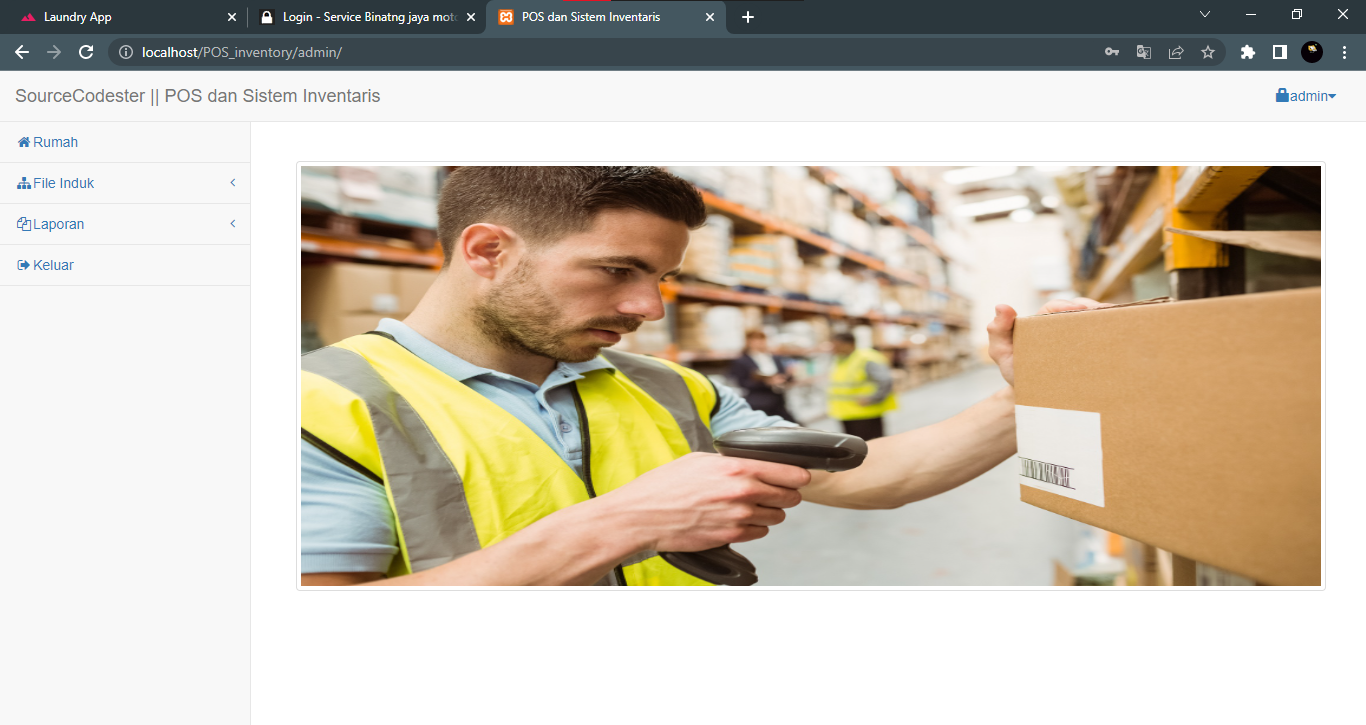 Laundry App
Login - Service Binatng jaya moto
POS dan Sistem Inventaris
localhost/POS_inventory/admin/
SourceCodester || POS dan Sistem Inventaris
admin
Rumah
File Induk
Laporan
Keluar